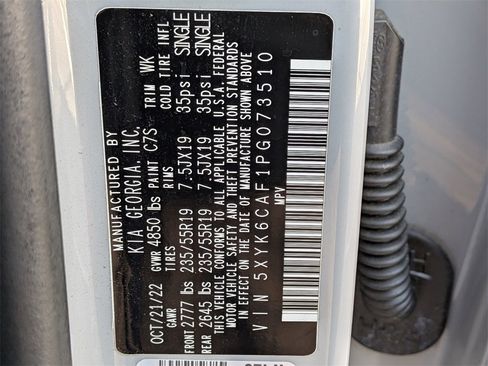 MANUFACTURED BY
KIA GEORGIA, INC.
OCT/21/22 GVWR 4850 lbs PAINT C7S TRIM WK
GAWR TIRES RIMS COLD TIRE INFL
FRONT 2777 lbs 235/55R19 7.5JX19 35psi SINGLE
REAR 2645 lbs 235/55R19 7.5JX19 35psi SINGLE
THIS VEHICLE CONFORMS TO ALL APPLICABLE U.S.A. FEDERAL
MOTOR VEHICLE SAFETY AND THEFT PREVENTION STANDARDS
IN EFFECT ON THE DATE OF MANUFACTURE SHOWN ABOVE
VIN 5XYK6CAF1PG073510
MPV